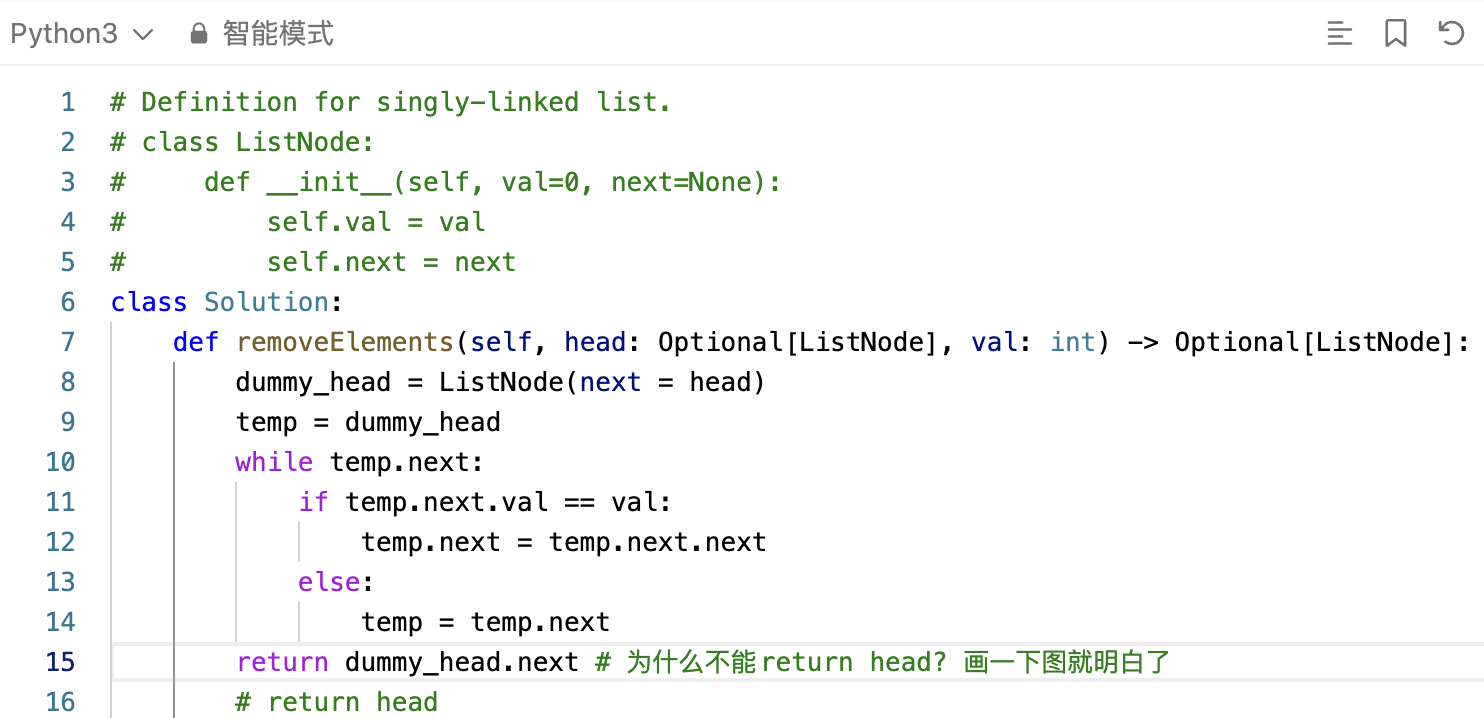 Python3 智能模式
1 # Definition for singly-linked list.
2 # class ListNode:
3 #     def __init__(self, val=0, next=None):
4 #         self.val = val
5 #         self.next = next
6 class Solution:
7     def removeElements(self, head: Optional[ListNode], val: int) -> Optional[ListNode]:
8         dummy_head = ListNode(next = head)
9         temp = dummy_head
10         while temp.next:
11             if temp.next.val == val:
12                 temp.next = temp.next.next
13             else:
14                 temp = temp.next
15         return dummy_head.next # 为什么不能return head? 画一下图就明白了
16         # return head